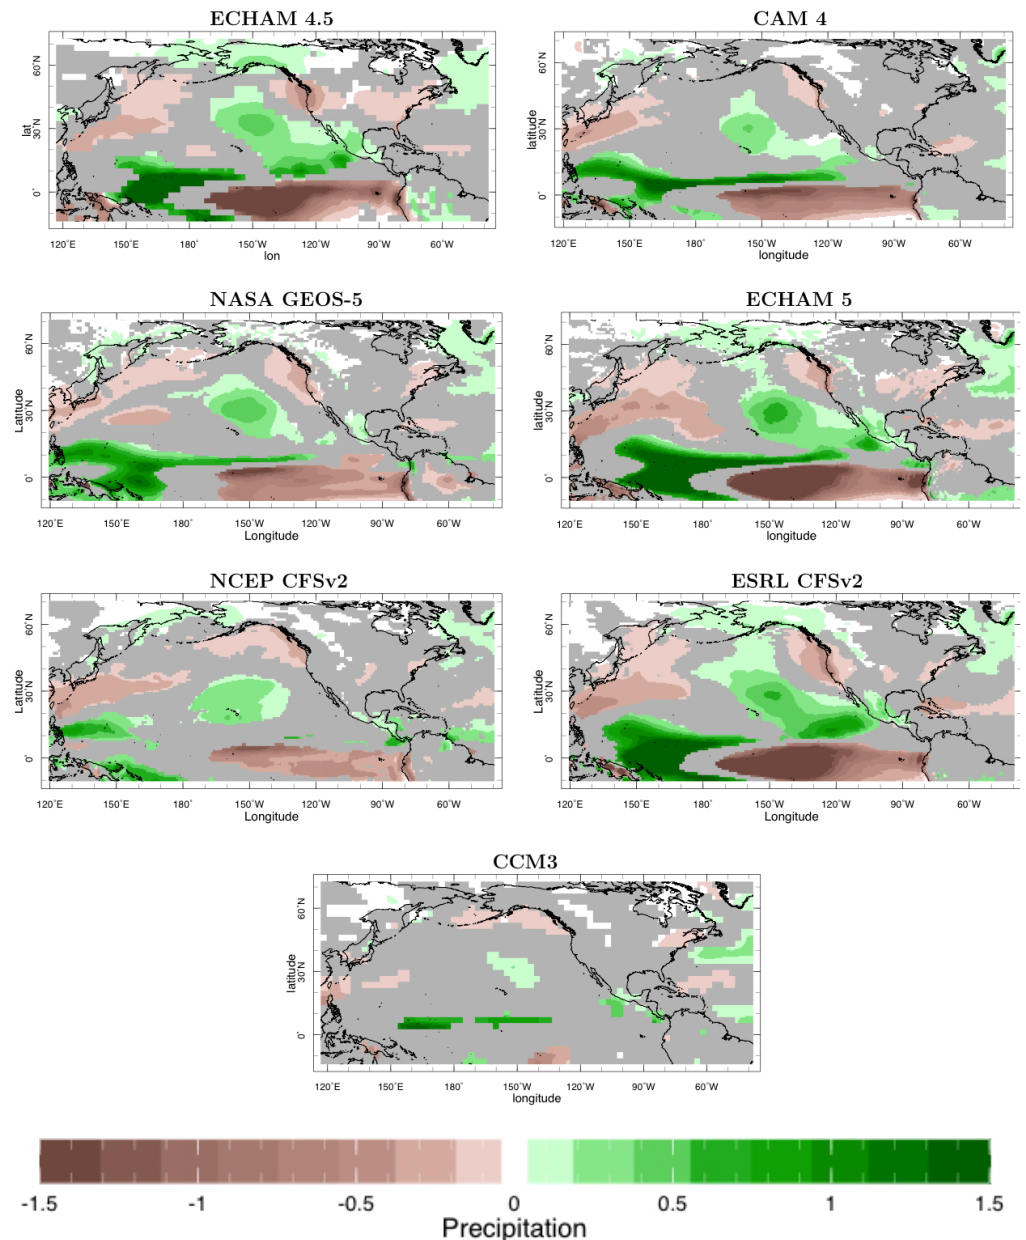 ECHAM 4.5
CAM 4
lat
60°N
30°N
0°
120°E 150°E 180° 150°W 120°W 90°W 60°W
lon
latitude
60°N
30°N
0°
120°E 150°E 180° 150°W 120°W 90°W 60°W
longitude
NASA GEOS-5
ECHAM 5
Latitude
60°N
30°N
0°
120°E 150°E 180° 150°W 120°W 90°W 60°W
Longitude
latitude
60°N
30°N
0°
120°E 150°E 180° 150°W 120°W 90°W 60°W
longitude
NCEP CFSv2
ESRL CFSv2
Latitude
60°N
30°N
0°
120°E 150°E 180° 150°W 120°W 90°W 60°W
Longitude
Latitude
60°N
30°N
0°
120°E 150°E 180° 150°W 120°W 90°W 60°W
Longitude
CCM3
latitude
60°N
30°N
0°
120°E 150°E 180° 150°W 120°W 90°W 60°W
longitude
-1.5 -1 -0.5 0 0.5 1 1.5
Precipitation